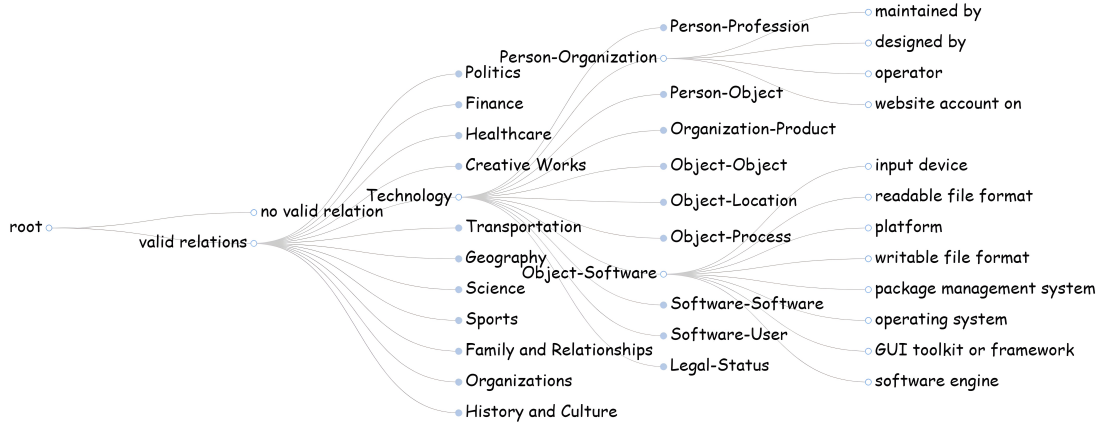 root
no valid relation
valid relations
Politics
Finance
Healthcare
Creative Works
Technology
Transportation
Geography
Science
Sports
Family and Relationships
Organizations
History and Culture
Person-Profession
Person-Organization
Person-Object
Organization-Product
Object-Object
Object-Location
Object-Process
Object-Software
Software-Software
Software-User
Legal-Status
maintained by
designed by
operator
website account on
input device
readable file format
platform
writable file format
package management system
operating system
GUI toolkit or framework
software engine